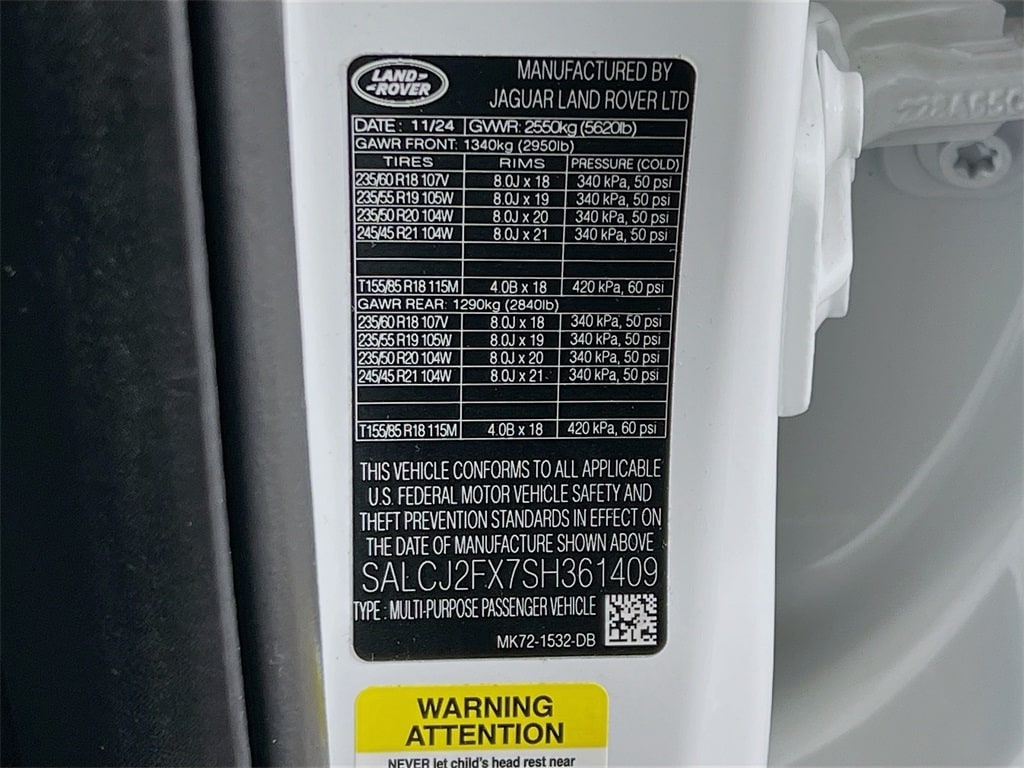 LAND-
-ROVER
MANUFACTURED BY
JAGUAR LAND ROVER LTD
DATE : 11/24 GVWR: 2550kg (5620lb)
GAWR FRONT: 1340kg (2950lb)
TIRES RIMS PRESSURE (COLD)
235/60 R18 107V 8.0J x 18 340 kPa, 50 psi
235/55 R19 105W 8.0J x 19 340 kPa, 50 psi
235/50 R20 104W 8.0J x 20 340 kPa, 50 psi
245/45 R21 104W 8.0J x 21 340 kPa, 50 psi
T155/85 R18 115M 4.0B x 18 420 kPa, 60 psi
GAWR REAR: 1290kg (2840lb)
235/60 R18 107V 8.0J x 18 340 kPa, 50 psi
235/55 R19 105W 8.0J x 19 340 kPa, 50 psi
235/50 R20 104W 8.0J x 20 340 kPa, 50 psi
245/45 R21 104W 8.0J x 21 340 kPa, 50 psi
T155/85 R18 115M 4.0B x 18 420 kPa, 60 psi
THIS VEHICLE CONFORMS TO ALL APPLICABLE
U.S. FEDERAL MOTOR VEHICLE SAFETY AND
THEFT PREVENTION STANDARDS IN EFFECT ON
THE DATE OF MANUFACTURE SHOWN ABOVE
SALCJ2FX7SH361409
TYPE : MULTI-PURPOSE PASSENGER VEHICLE
MK72-1532-DB
WARNING
ATTENTION
NEVER let child's head rest near